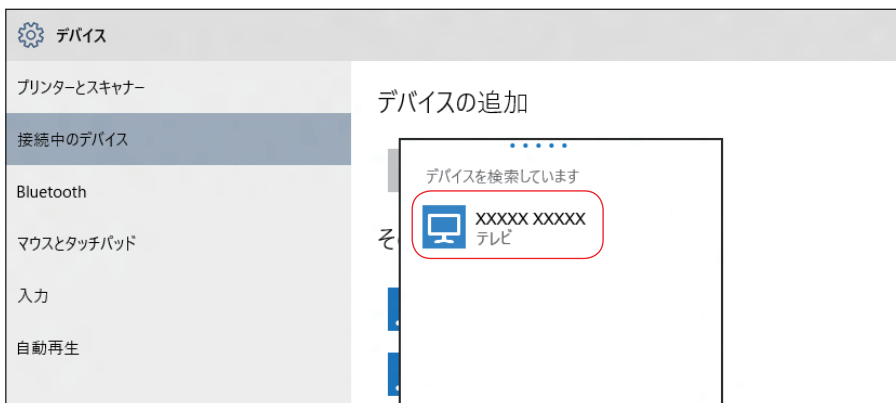 デバイス
プリンターとスキャナー
接続中のデバイス
Bluetooth
マウスとタッチパッド
入力
自動再生
デバイスの追加
デバイスを検索しています
XXXXX XXXXX
テレビ
そ